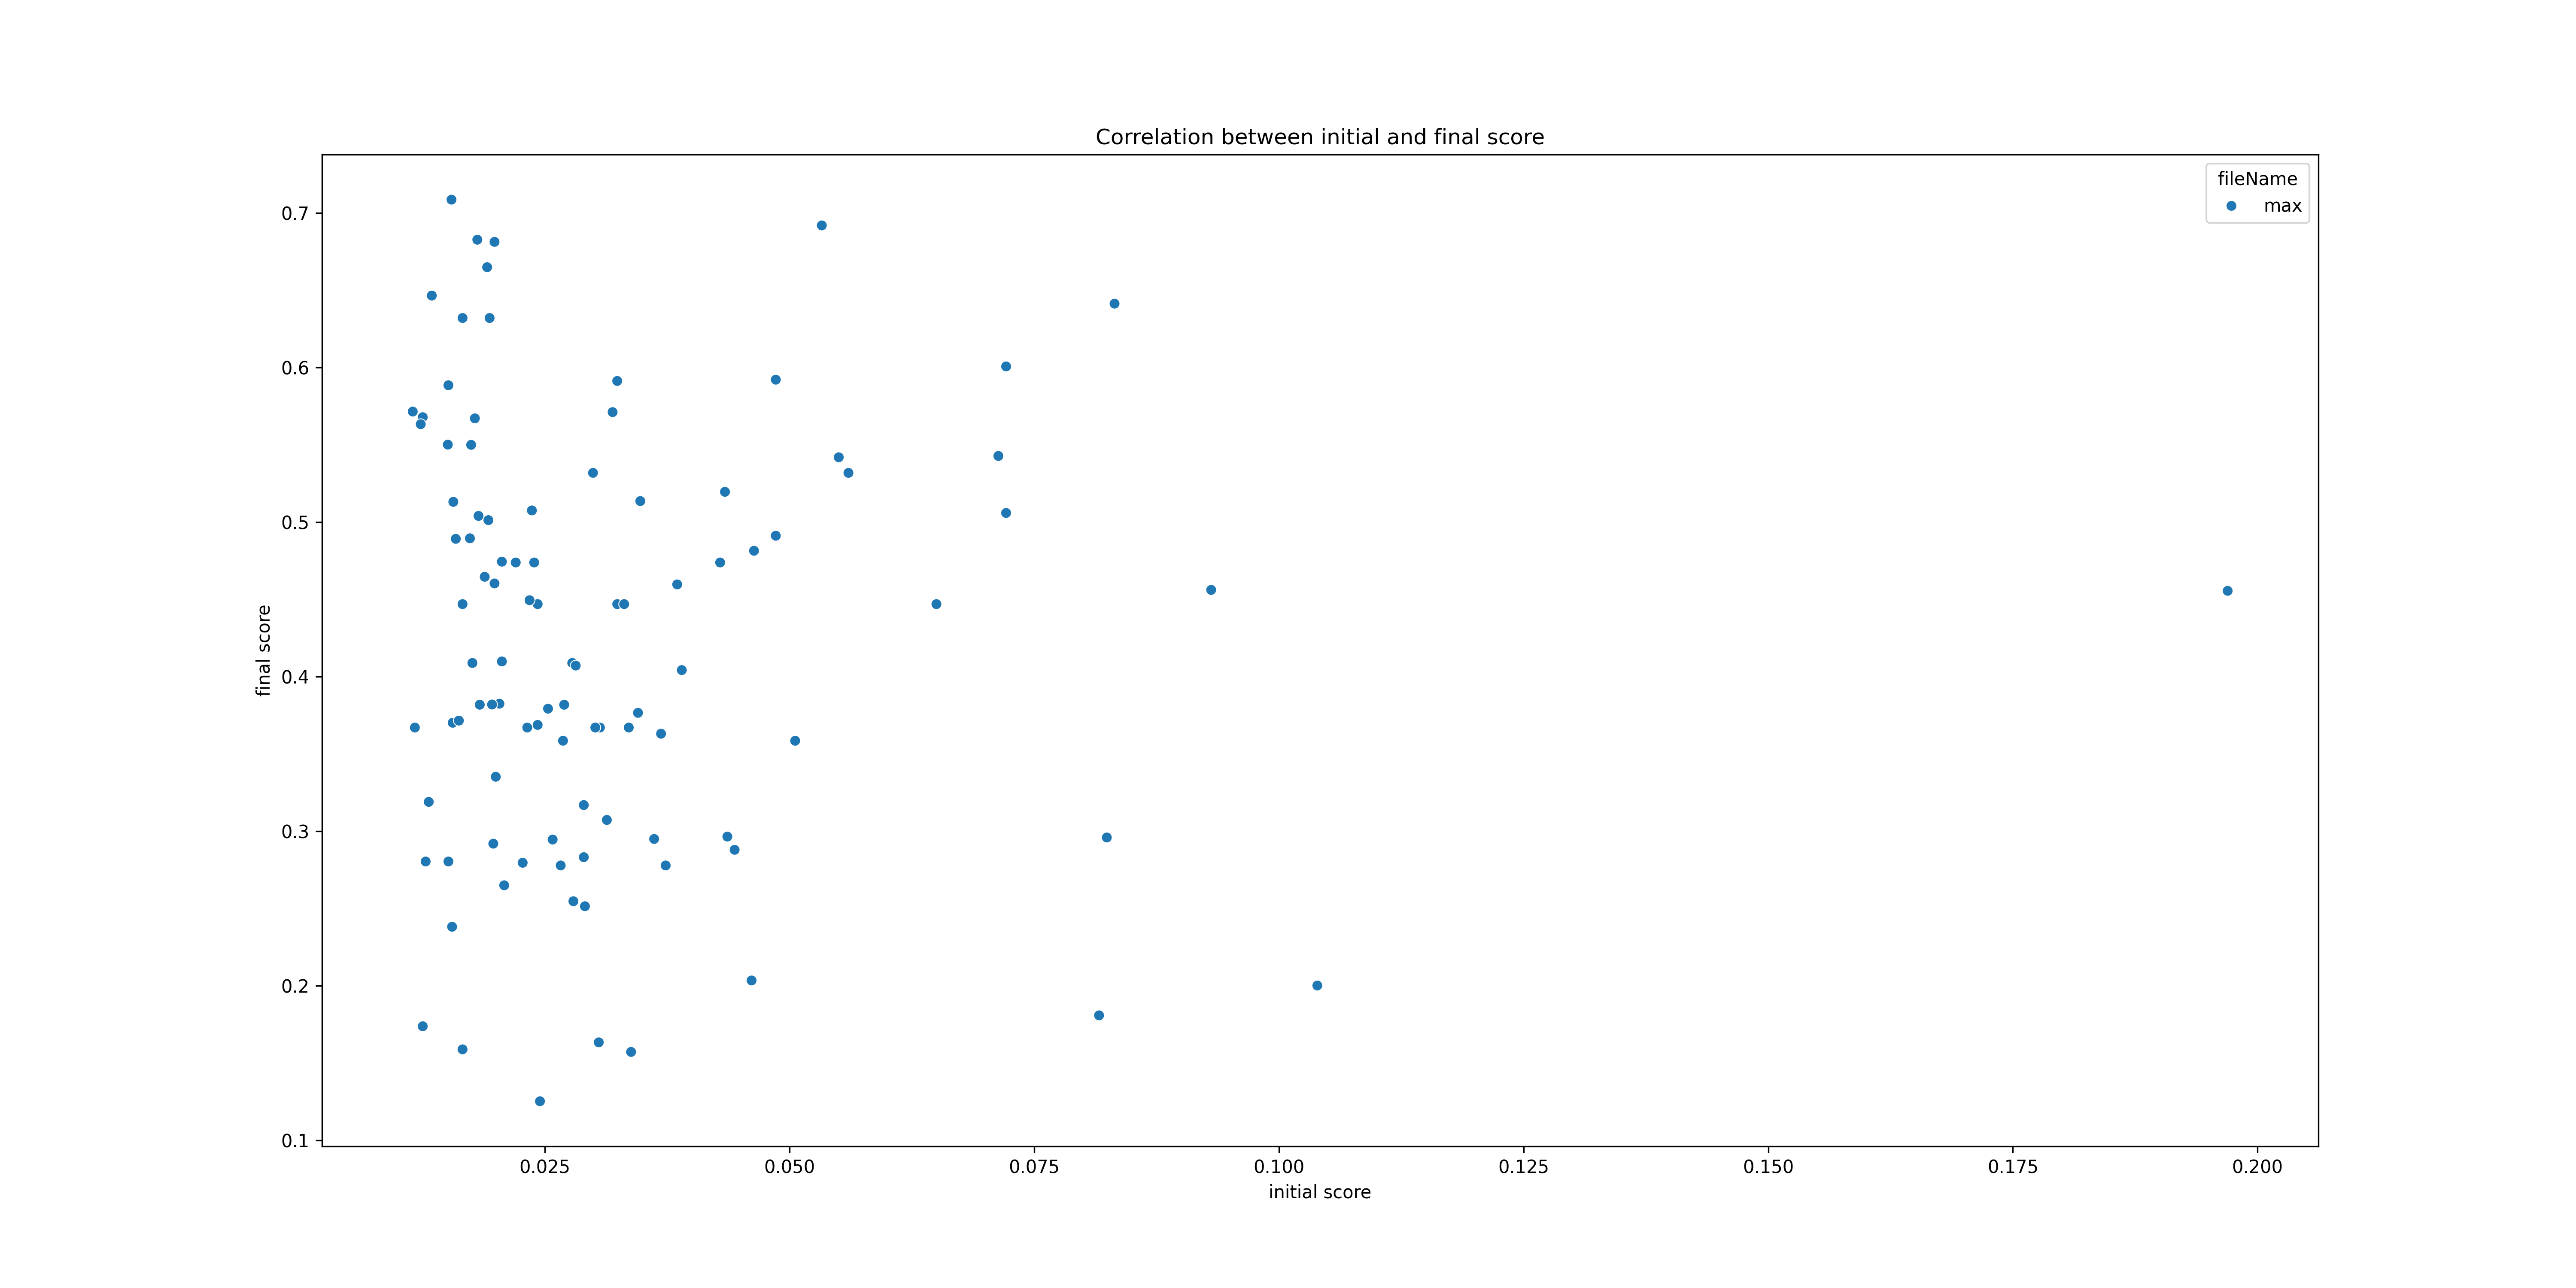 Correlation between initial and final score
fileName
max
0.7
0.6
0.5
0.4
0.3
0.2
0.1
final score
0.025 0.050 0.075 0.100 0.125 0.150 0.175 0.200
initial score